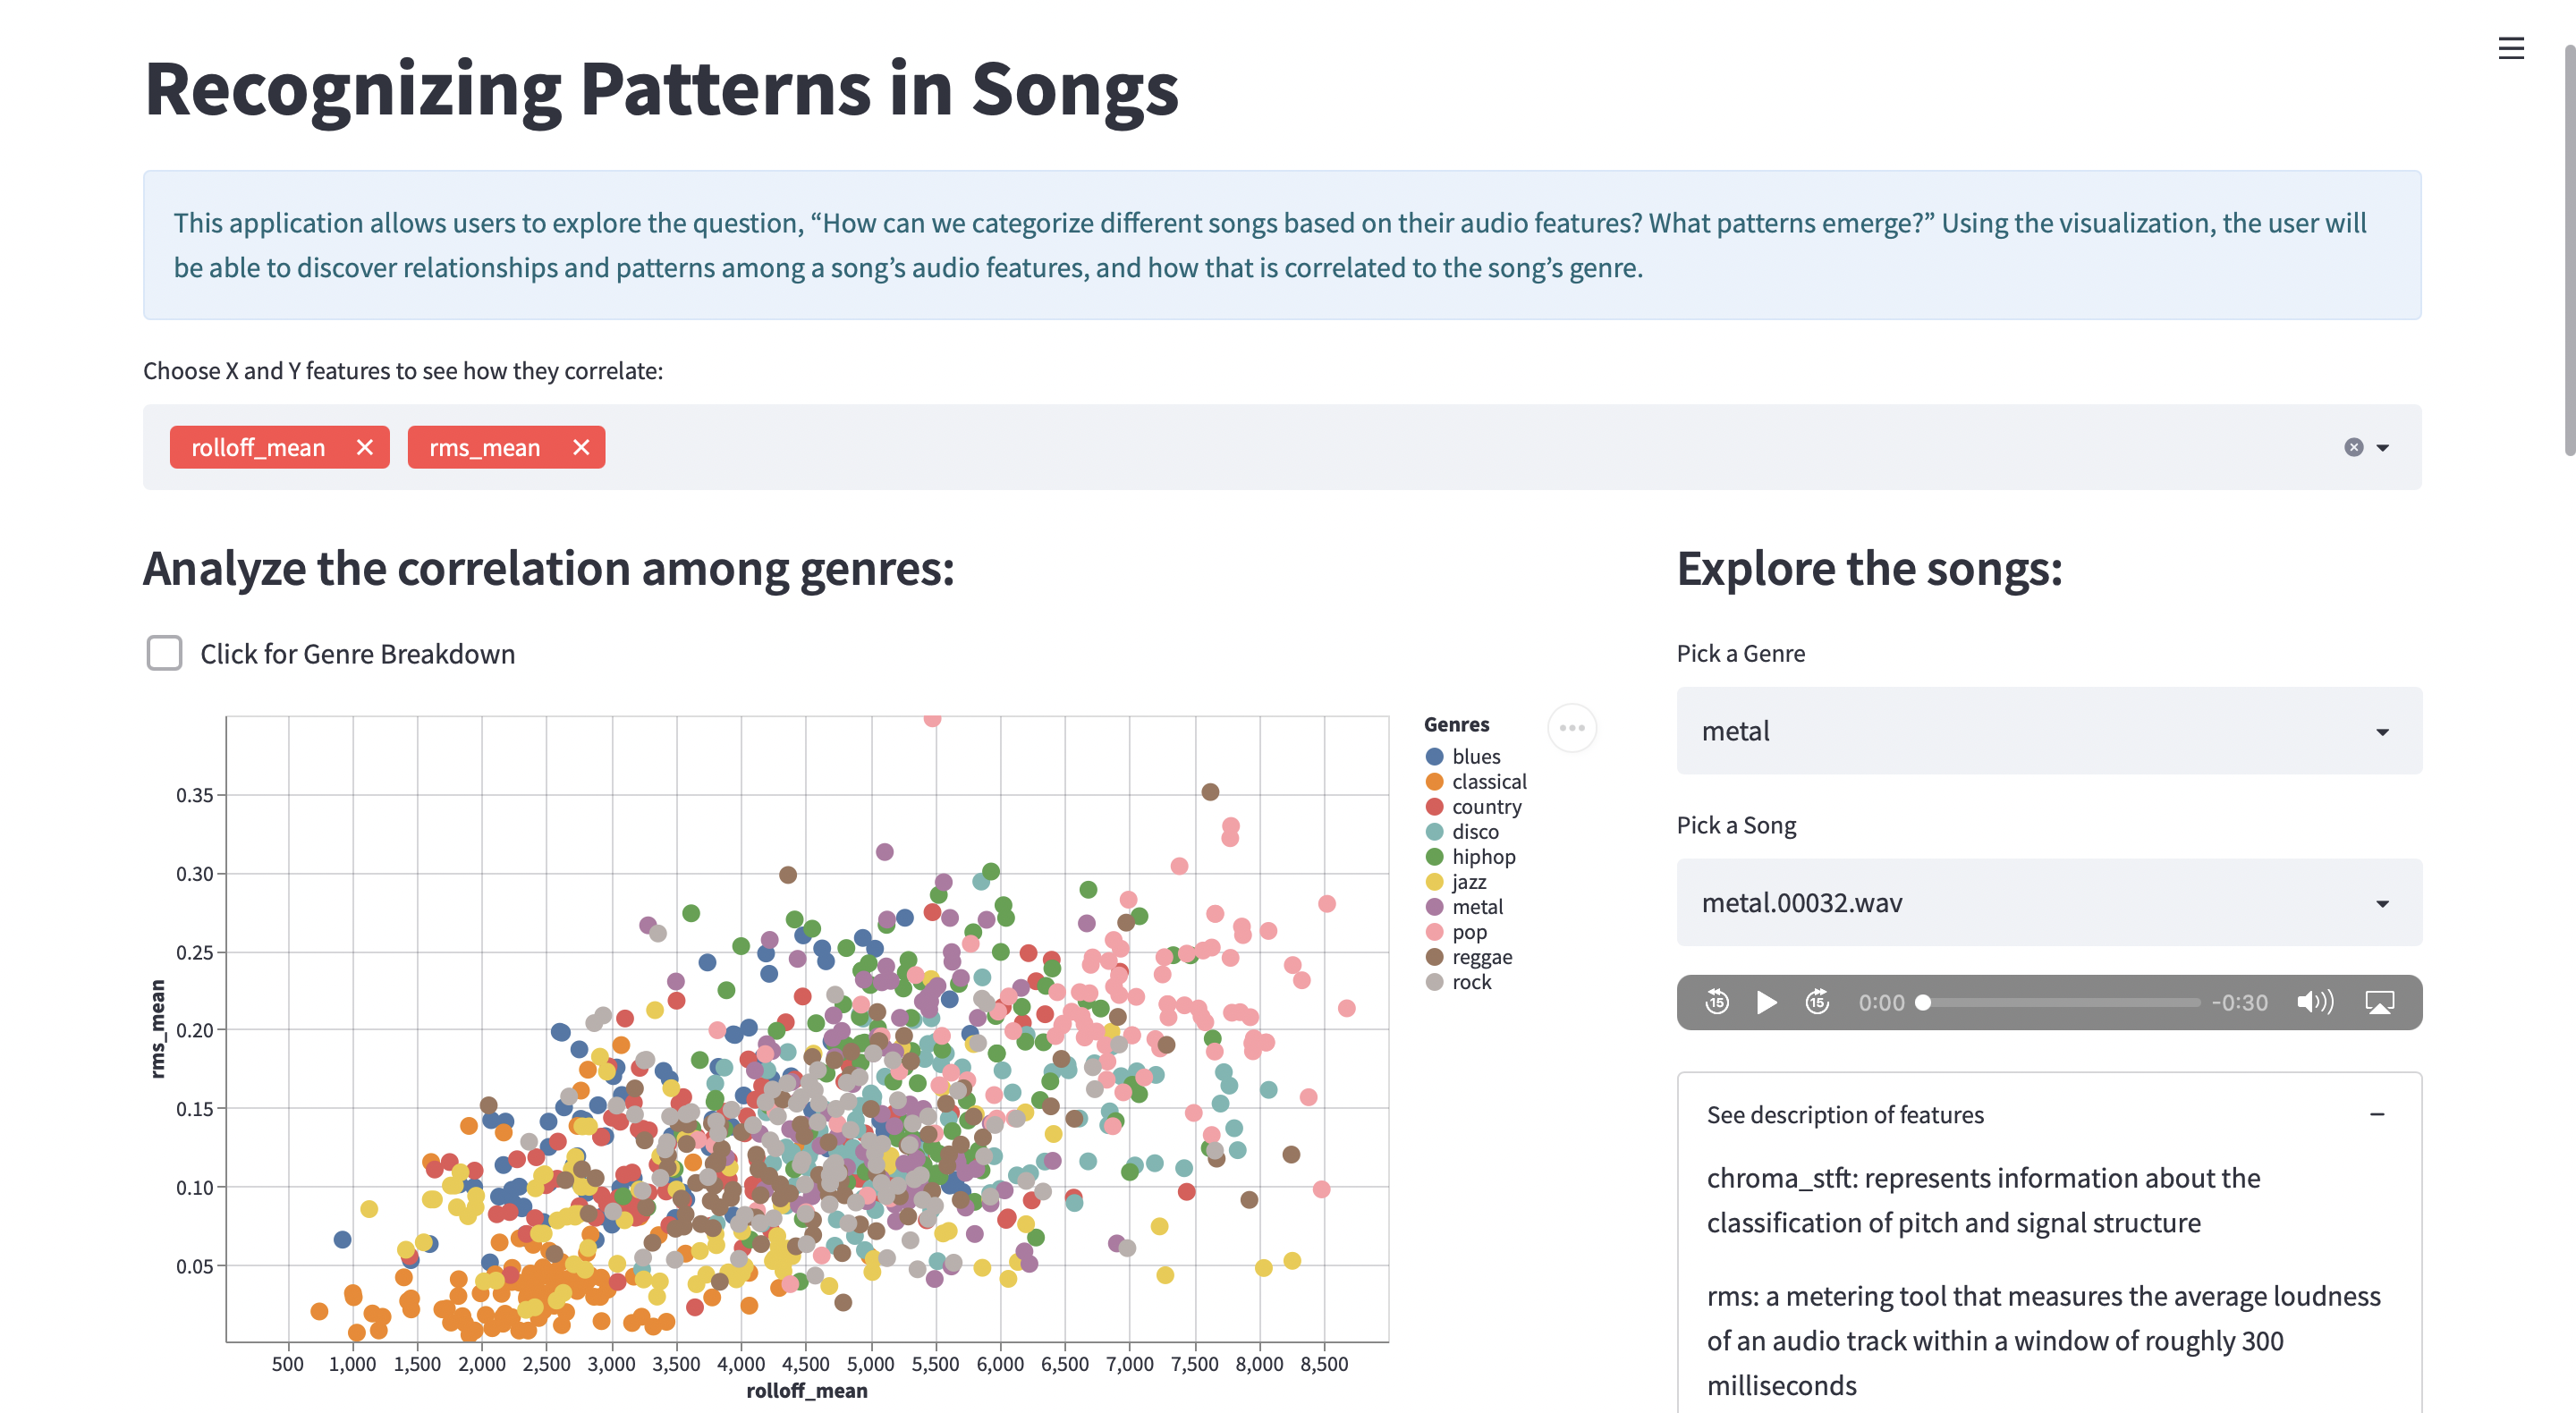 Recognizing Patterns in Songs
This application allows users to explore the question, “How can we categorize different songs based on their audio features? What patterns emerge?” Using the visualization, the user will
be able to discover relationships and patterns among a song’s audio features, and how that is correlated to the song’s genre.
Choose X and Y features to see how they correlate:
rolloff_mean
rms_mean
Analyze the correlation among genres:
Click for Genre Breakdown
0.35
0.30
0.25
0.20
0.15
0.10
0.05
rms_mean
500 1,000 1,500 2,000 2,500 3,000 3,500 4,000 4,500 5,000 5,500 6,000 6,500 7,000 7,500 8,000 8,500
rolloff_mean
Genres
blues
classical
country
disco
hiphop
jazz
metal
pop
reggae
rock
Explore the songs:
Pick a Genre
metal
Pick a Song
metal.00032.wav
15 15 0:00 -0:30
See description of features
chroma_stft: represents information about the
classification of pitch and signal structure
rms: a metering tool that measures the average loudness
of an audio track within a window of roughly 300
milliseconds